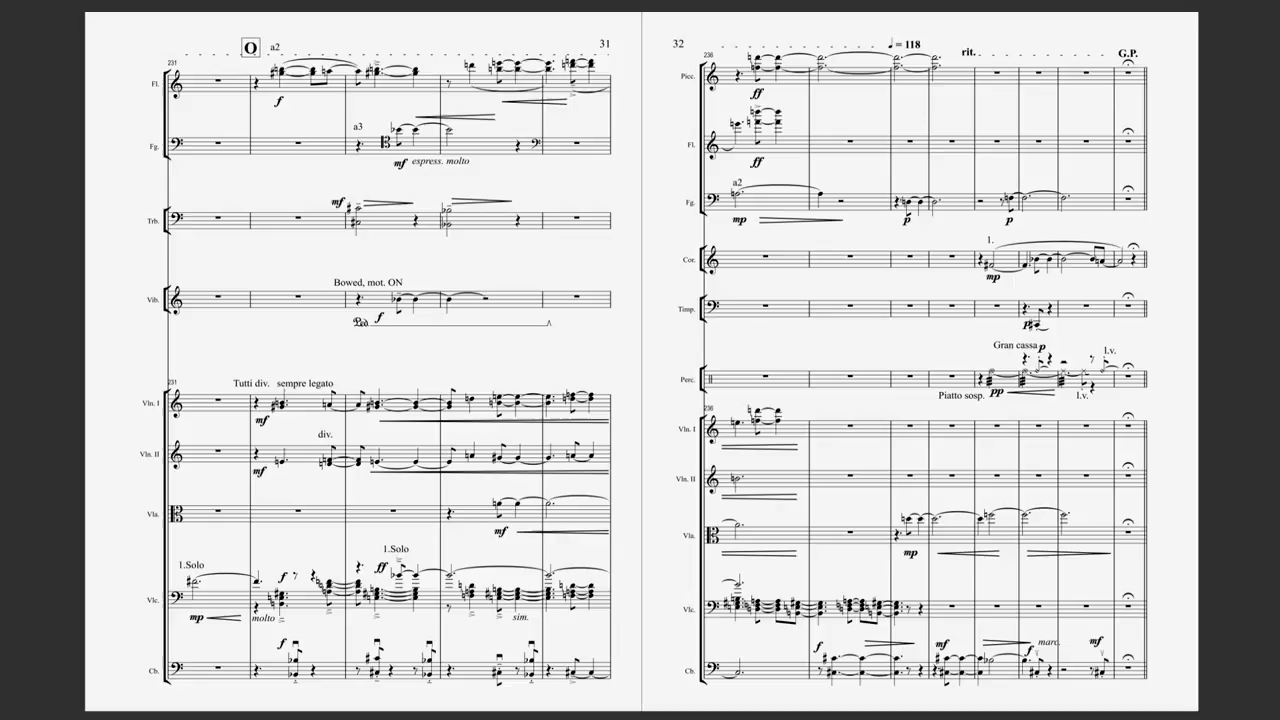 O a2 31
231
Fl.
f
a3
Fg.
mf espress. molto
mf
Trb.
Bowed, mot. ON
Vib.
f
Ped
231
Tutti div. sempre legato
Vln. I
mf
div.
Vln. II
mf
Vla.
mf
1.Solo
1.Solo
f
ff
Vlc.
mp
molto
sim.
f
Cb.
32
236
= 118
rit.
G.P.
Picc.
ff
Fl.
ff
a2
Fg.
mp
p
p
1.
Cor.
mp
Timp.
p
Gran cassa p
l.v.
Perc.
pp
Piatto sosp.
l.v.
236
Vln. I
Vln. II
Vla.
mp
Vlc.
f
mf
f
marc.
mf
Cb.